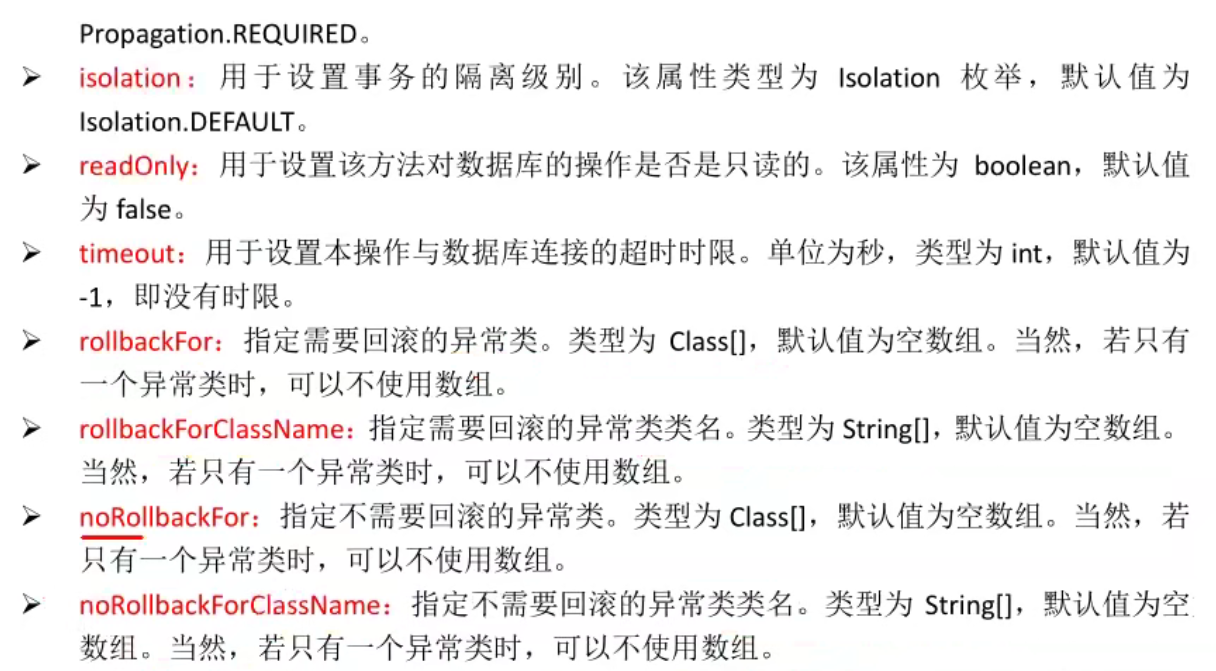 Propagation.REQUIRED。
➢ isolation：用于设置事务的隔离级别。该属性类型为 Isolation 枚举，默认值为
Isolation.DEFAULT。
➢ readOnly：用于设置该方法对数据库的操作是否是只读的。该属性为 boolean，默认值
为 false。
➢ timeout：用于设置本操作与数据库连接的超时时限。单位为秒，类型为 int，默认值为
-1，即没有时限。
➢ rollbackFor：指定需要回滚的异常类。类型为 Class[]，默认值为空数组。当然，若只有
一个异常类时，可以不使用数组。
➢ rollbackForClassName：指定需要回滚的异常类类名。类型为 String[]，默认值为空数组。
当然，若只有一个异常类时，可以不使用数组。
➢ noRollbackFor：指定不需要回滚的异常类。类型为 Class[]，默认值为空数组。当然，若
只有一个异常类时，可以不使用数组。
➢ noRollbackForClassName：指定不需要回滚的异常类类名。类型为 String[]，默认值为空
数组。当然，若只有一个异常类时，可以不使用数组。